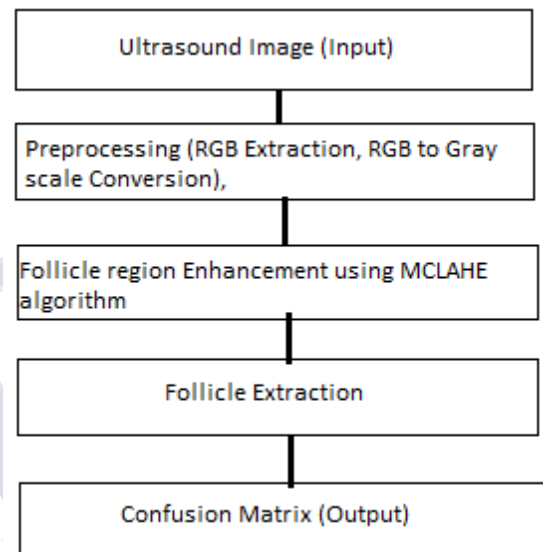 Ultrasound Image (Input)
Preprocessing (RGB Extraction, RGB to Gray
scale Conversion),
Follicle region Enhancement using MCLAHE
algorithm
Follicle Extraction
Confusion Matrix (Output)